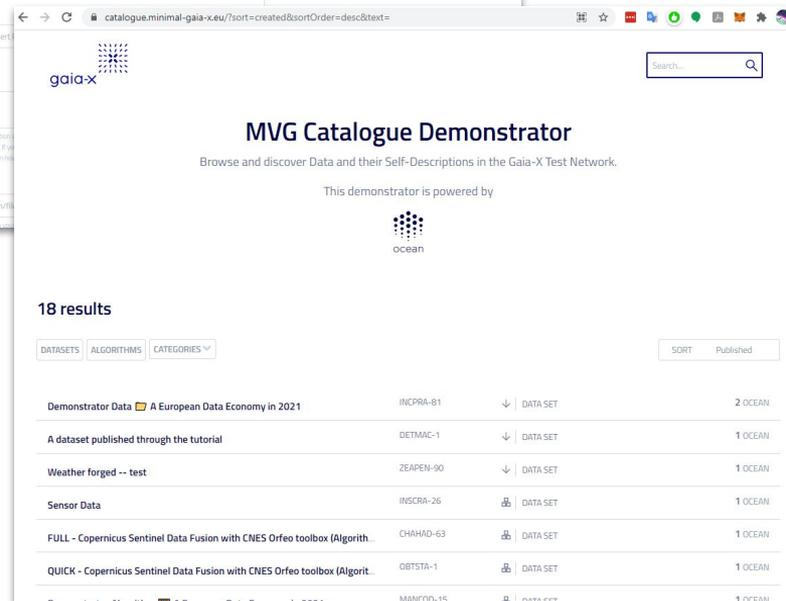 catalogue.minimal-gaia-x.eu/?sort=created&sortOrder=desc&text=
gaia-x
Search...
MVG Catalogue Demonstrator
Browse and discover Data and their Self-Descriptions in the Gaia-X Test Network.
This demonstrator is powered by
ocean
18 results
DATASETS ALGORITHMS CATEGORIES SORT Published
Demonstrator Data 📁 A European Data Economy in 2021 INCPRA-81 DATA SET 2 OCEAN
A dataset published through the tutorial DETMAC-1 DATA SET 1 OCEAN
Weather forged -- test ZEAPEN-90 DATA SET 1 OCEAN
Sensor Data INSCRA-26 DATA SET 1 OCEAN
FULL - Copernicus Sentinel Data Fusion with CNES Orfeo toolbox (Algorith... CHAHAD-63 DATA SET 1 OCEAN
QUICK - Copernicus Sentinel Data Fusion with CNES Orfeo toolbox (Algorit... OBTSTA-1 DATA SET 1 OCEAN
MANCOD-15 DATA SET 1 OCEAN